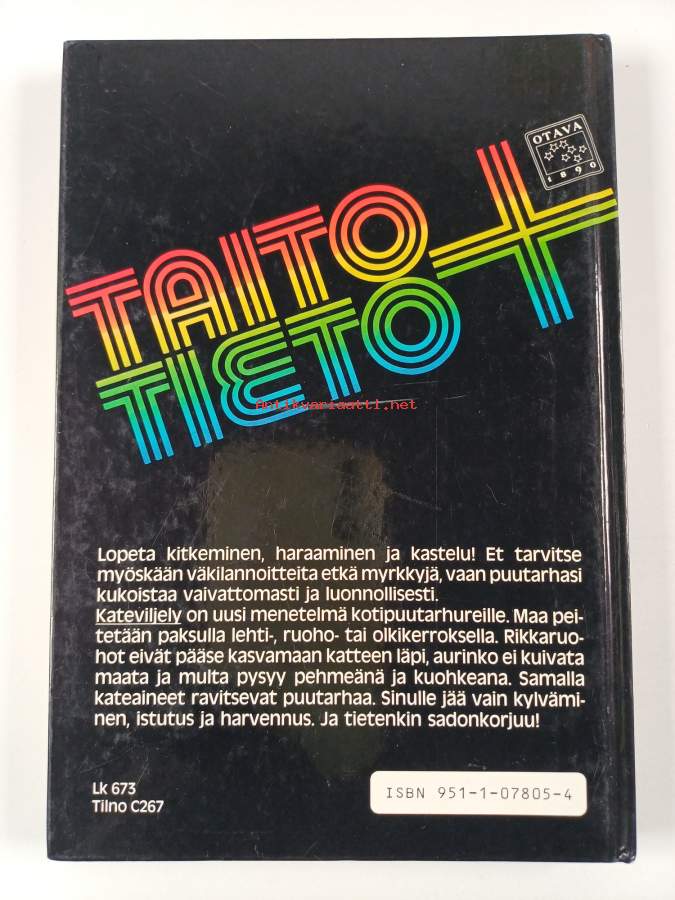 OTAVA
1890
TAITO
TIETO +
Antikvariaatti.net
Lopeta kitkeminen, haraaminen ja kastelu! Et tarvitse
myöskään väkilannoitteita etkä myrkkyjä, vaan puutarhasi
kukoistaa vaivattomasti ja luonnollisesti.
Kateviljely on uusi menetelmä kotipuutarhureille. Maa pei-
tetään paksulla lehti-, ruoho- tai olkikerroksella. Rikkaruo-
hot eivät pääse kasvamaan katteen läpi, aurinko ei kuivata
maata ja multa pysyy pehmeänä ja kuohkeana. Samalla
kateaineet ravitsevat puutarhaa. Sinulle jää vain kylvämi-
nen, istutus ja harvennus. Ja tietenkin sadonkorjuu!
Lk 673
Tilno C267
ISBN 951-1-07805-4